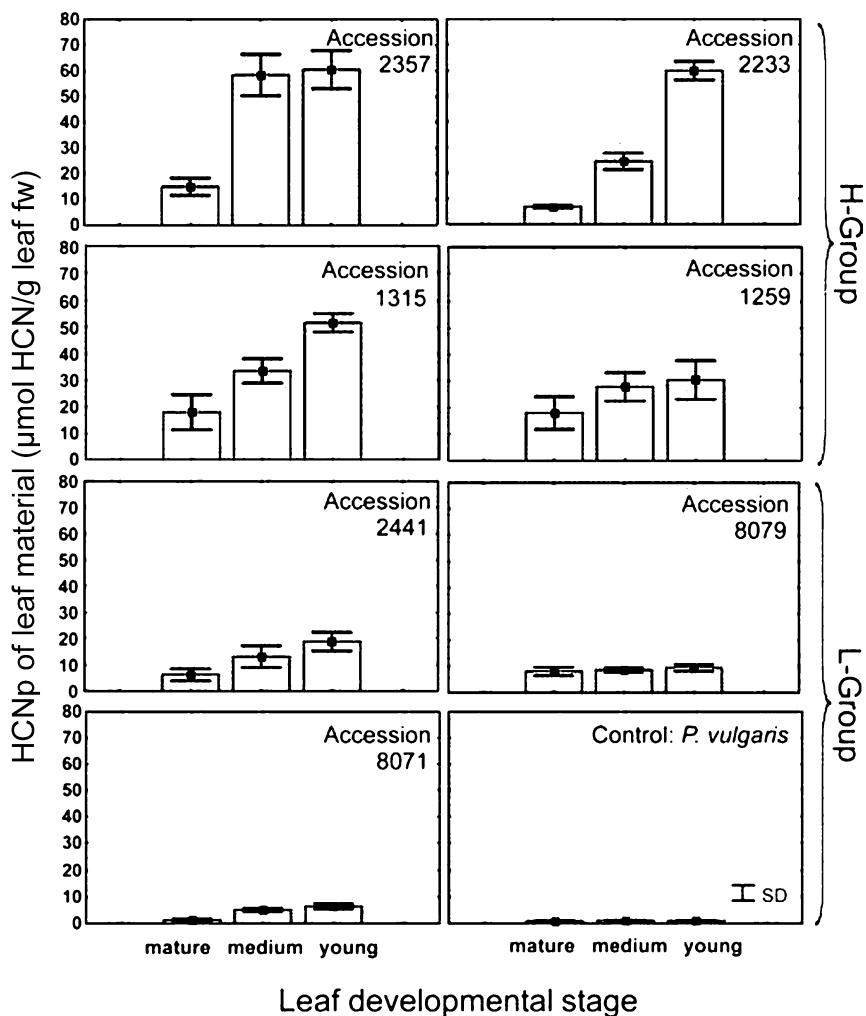 HCNp of leaf material (µmol HCN/g leaf fw)
80
70
60
50
40
30
20
10
0
Accession
2357
Accession
2233
80
70
60
50
40
30
20
10
0
Accession
1315
Accession
1259
H-Group
80
70
60
50
40
30
20
10
0
Accession
2441
Accession
8079
80
70
60
50
40
30
20
10
0
Accession
8071
Control: P. vulgaris
SD
L-Group
mature medium young
mature medium young
Leaf developmental stage